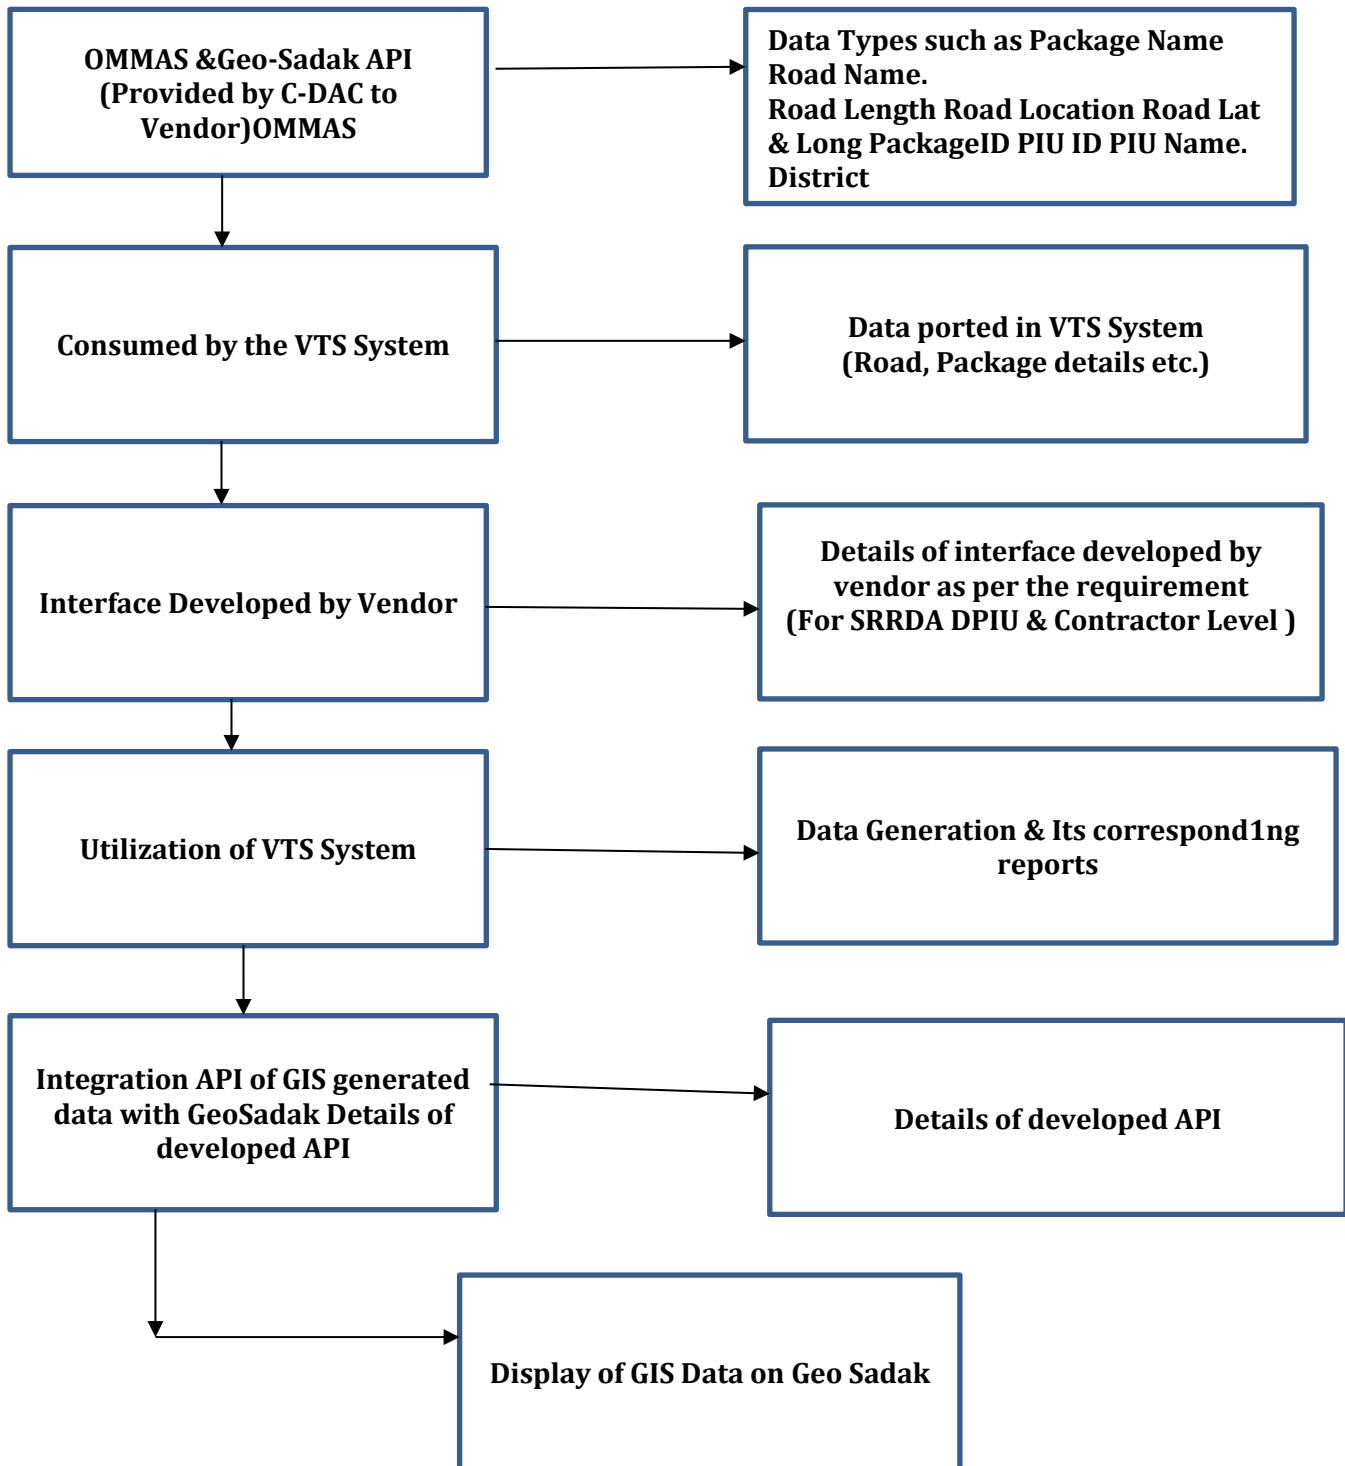 OMMAS &Geo-Sadak API
(Provided by C-DAC to
Vendor)OMMAS
Data Types such as Package Name
Road Name.
Road Length Road Location Road Lat
& Long PackageID PIU ID PIU Name.
District
Consumed by the VTS System
Data ported in VTS System
(Road, Package details etc.)
Interface Developed by Vendor
Details of interface developed by
vendor as per the requirement
(For SRRDA DPIU & Contractor Level )
Utilization of VTS System
Data Generation & Its correspond1ng
reports
Integration API of GIS generated
data with GeoSadak Details of
developed API
Details of developed API
Display of GIS Data on Geo Sadak